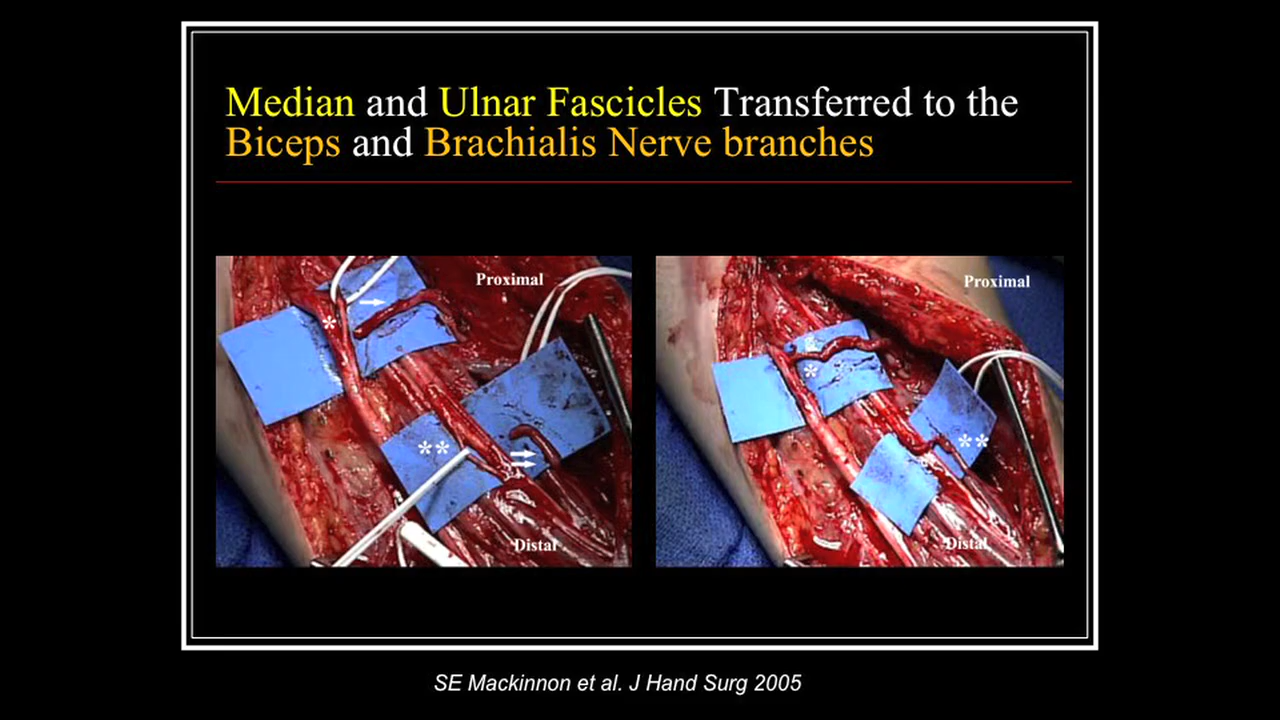 Median and Ulnar Fascicles Transferred to the
Biceps and Brachialis Nerve branches
Proximal
*
**
Distal
Proximal
*
**
Distal
SE Mackinnon et al. J Hand Surg 2005